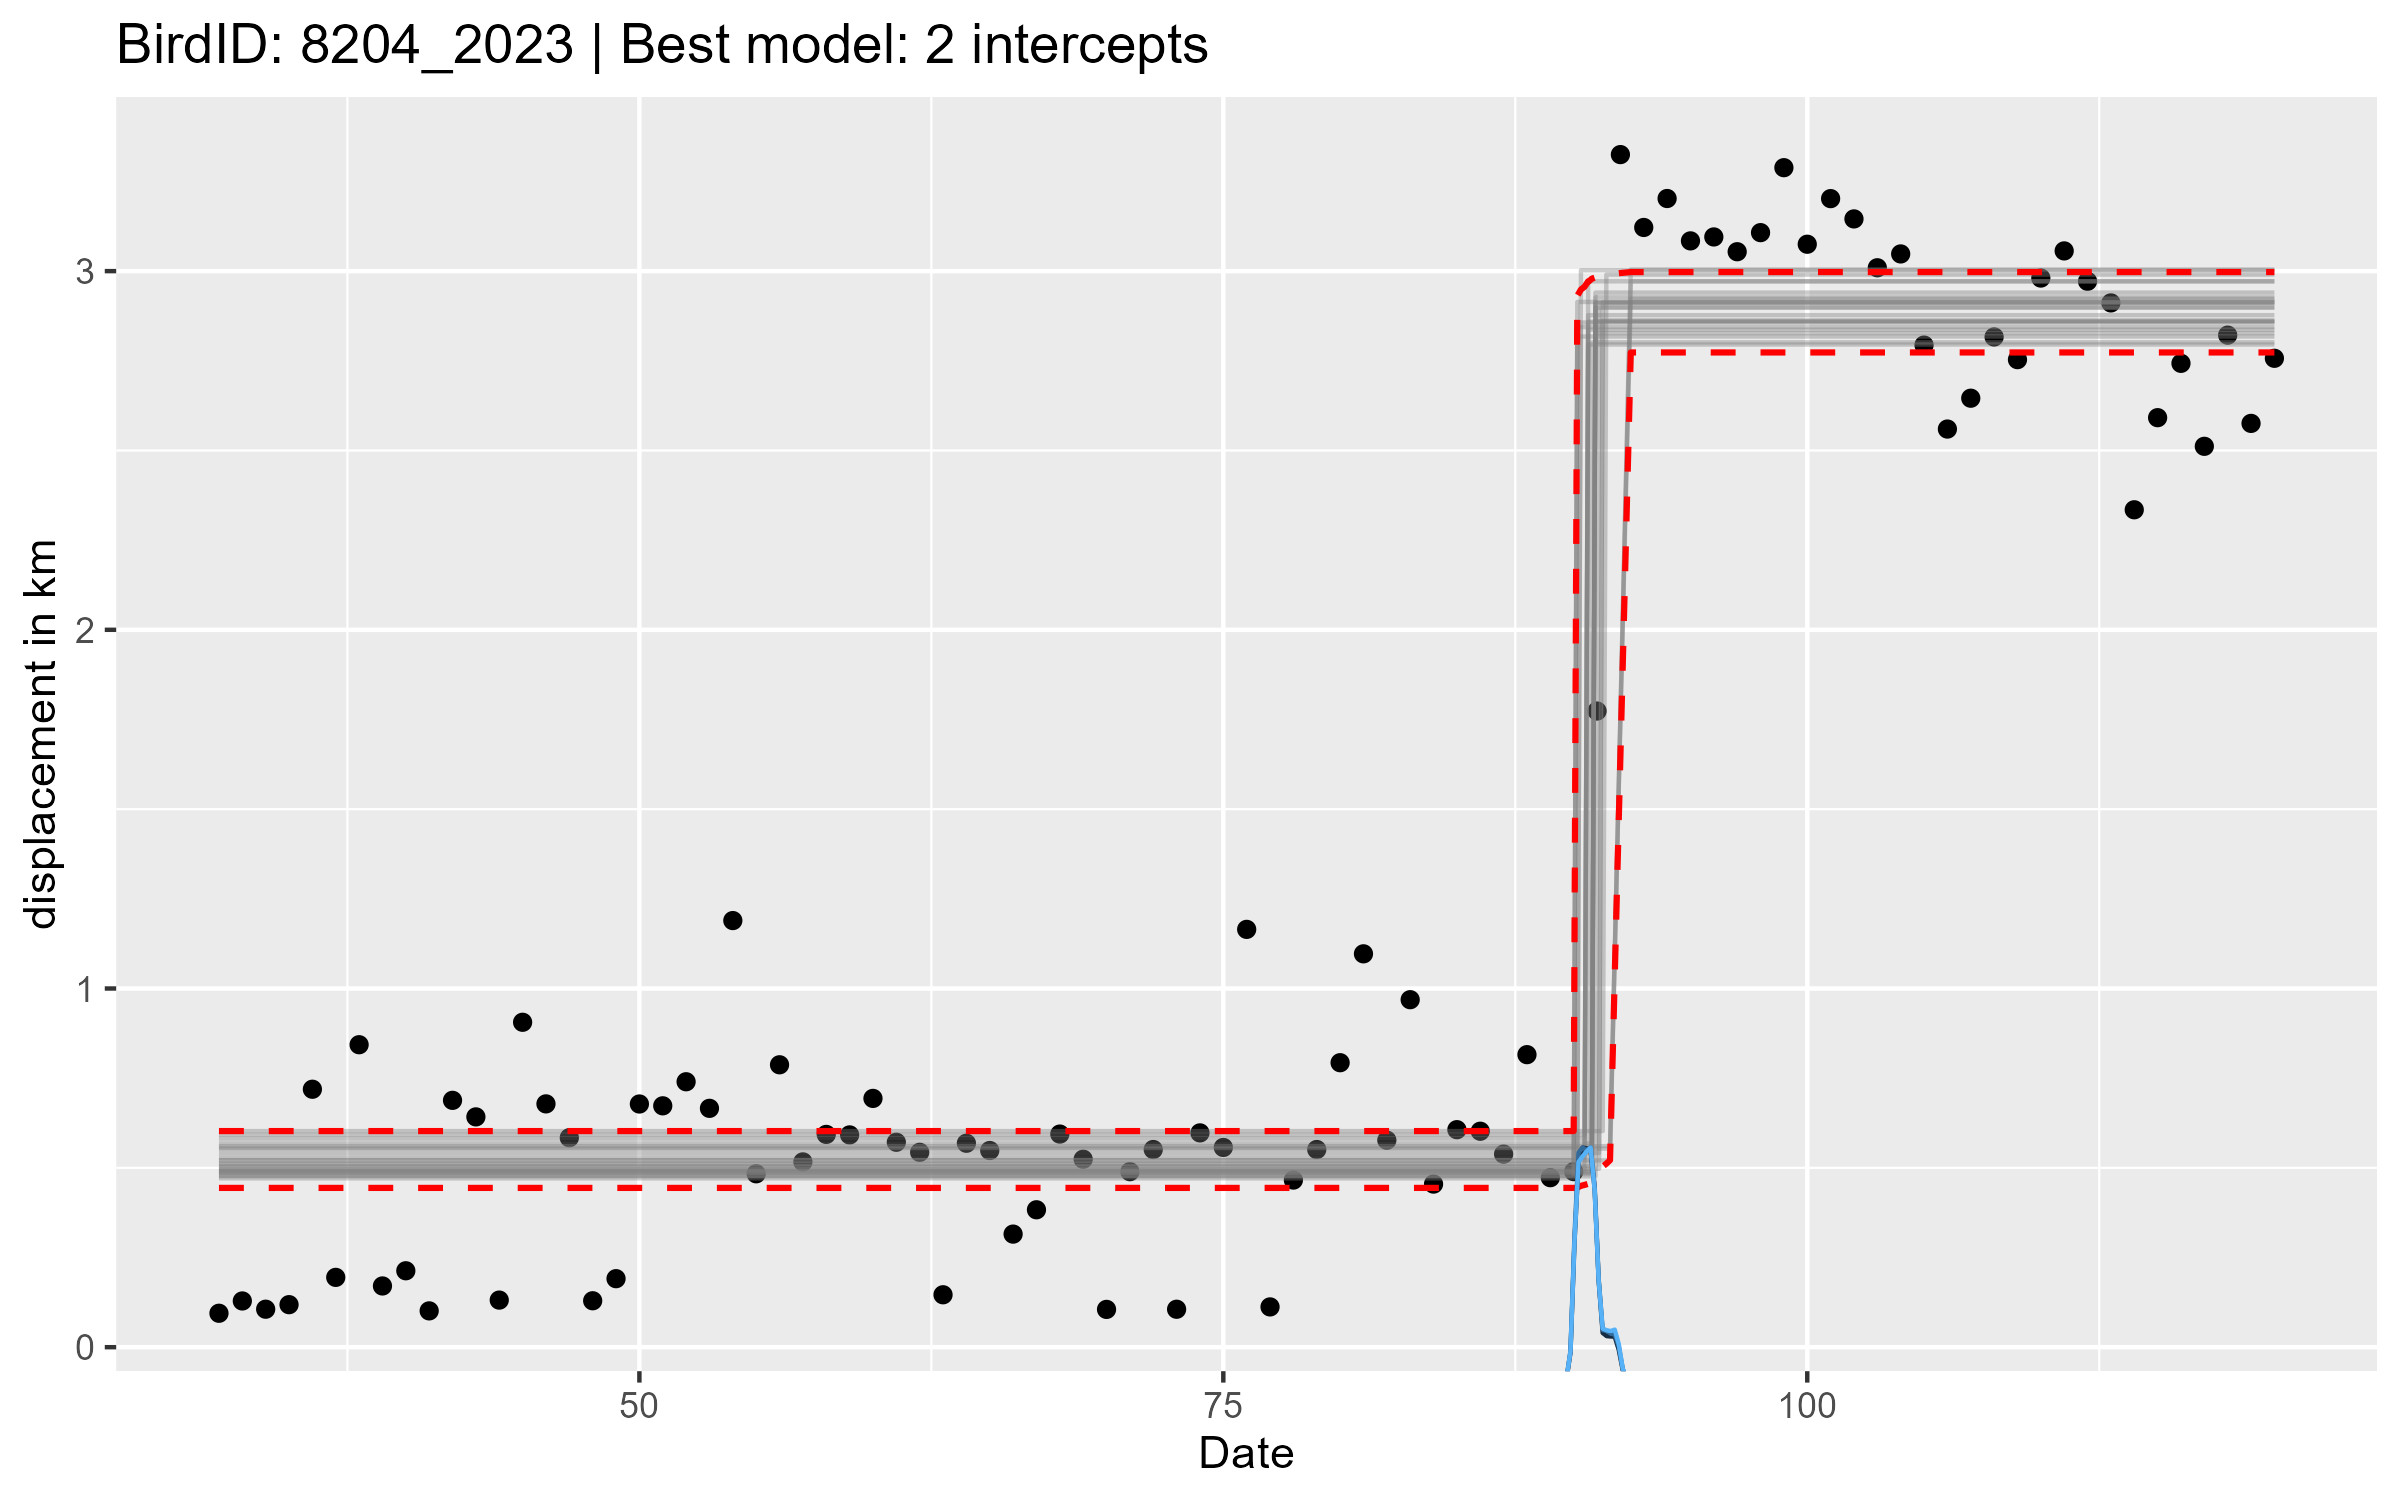 BirdID: 8204_2023 | Best model: 2 intercepts
displacement in km
3
2
1
0
50 75 100
Date